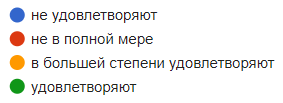 не удовлетворяют
не в полной мере
в большей степени удовлетворяют
удовлетворяют